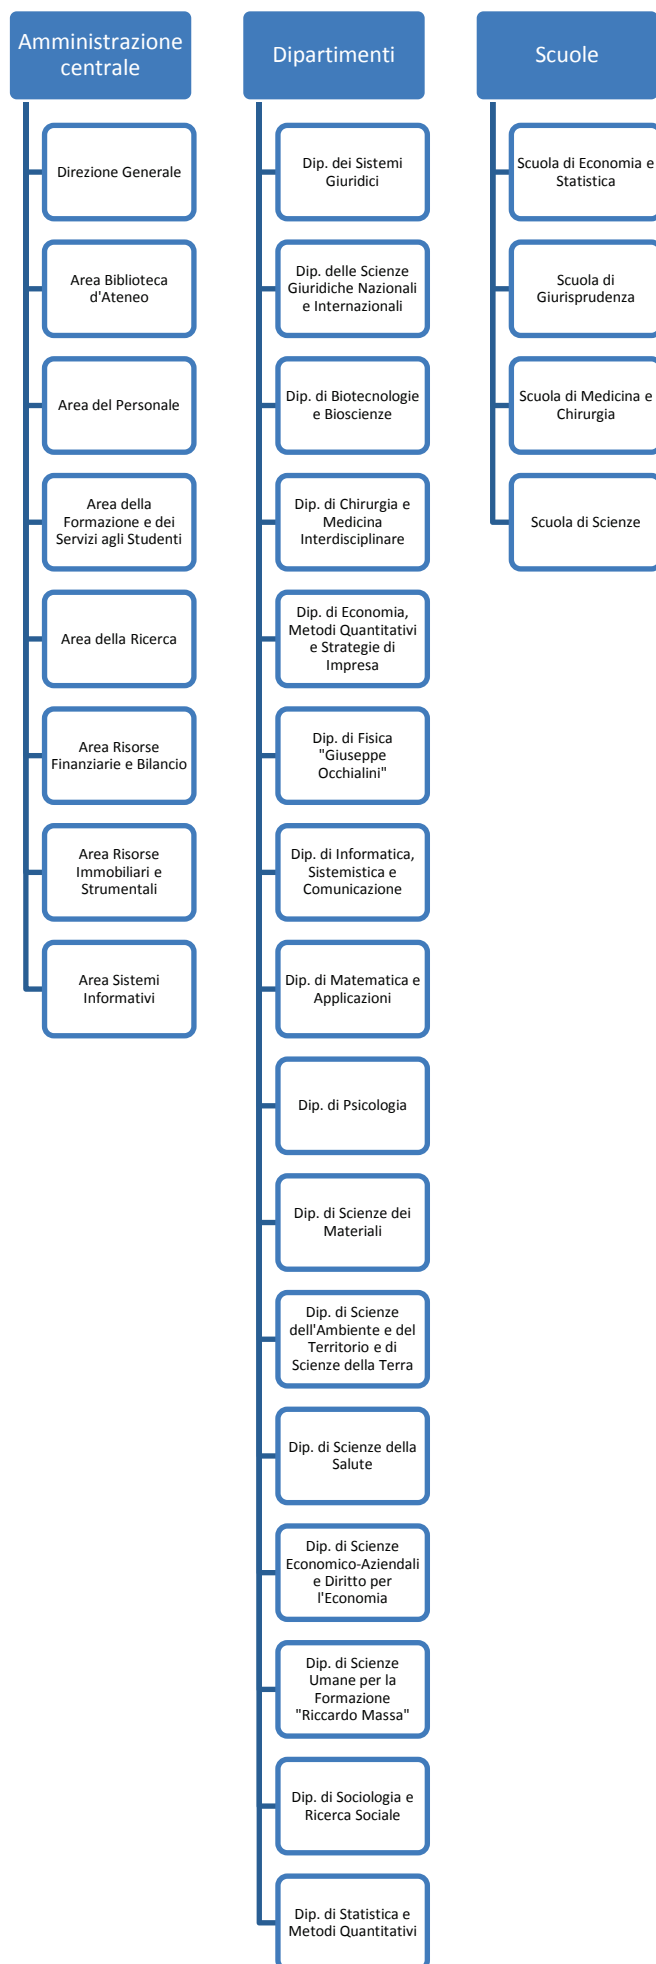 Amministrazione
centrale
Direzione Generale
Area Biblioteca
d'Ateneo
Area del Personale
Area della
Formazione e dei
Servizi agli Studenti
Area della Ricerca
Area Risorse
Finanziarie e Bilancio
Area Risorse
Immobiliari e
Strumentali
Area Sistemi
Informativi
Dipartimenti
Dip. dei Sistemi
Giuridici
Dip. delle Scienze
Giuridiche Nazionali
e Internazionali
Dip. di Biotecnologie
e Bioscienze
Dip. di Chirurgia e
Medicina
Interdisciplinare
Dip. di Economia,
Metodi Quantitativi
e Strategie di
Impresa
Dip. di Fisica
"Giuseppe
Occhialini"
Dip. di Informatica,
Sistemistica e
Comunicazione
Dip. di Matematica e
Applicazioni
Dip. di Psicologia
Dip. di Scienze dei
Materiali
Dip. di Scienze
dell'Ambiente e del
Territorio e di
Scienze della Terra
Dip. di Scienze della
Salute
Dip. di Scienze
Economico-Aziendali
e Diritto per
l'Economia
Dip. di Scienze
Umane per la
Formazione
"Riccardo Massa"
Dip. di Sociologia e
Ricerca Sociale
Dip. di Statistica e
Metodi Quantitativi
Scuole
Scuola di Economia e
Statistica
Scuola di
Giurisprudenza
Scuola di Medicina e
Chirurgia
Scuola di Scienze